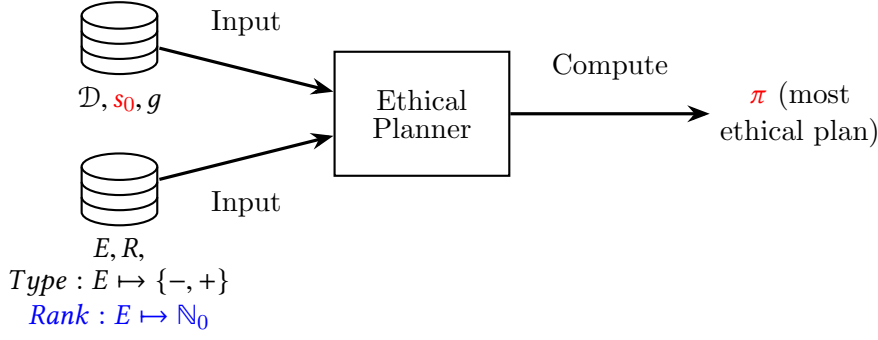 Input
𝒟, s₀, g
Ethical
Planner
Compute
π (most
ethical plan)
Input
E, R,
Type : E ↦ {−, +}
Rank : E ↦ ℕ₀